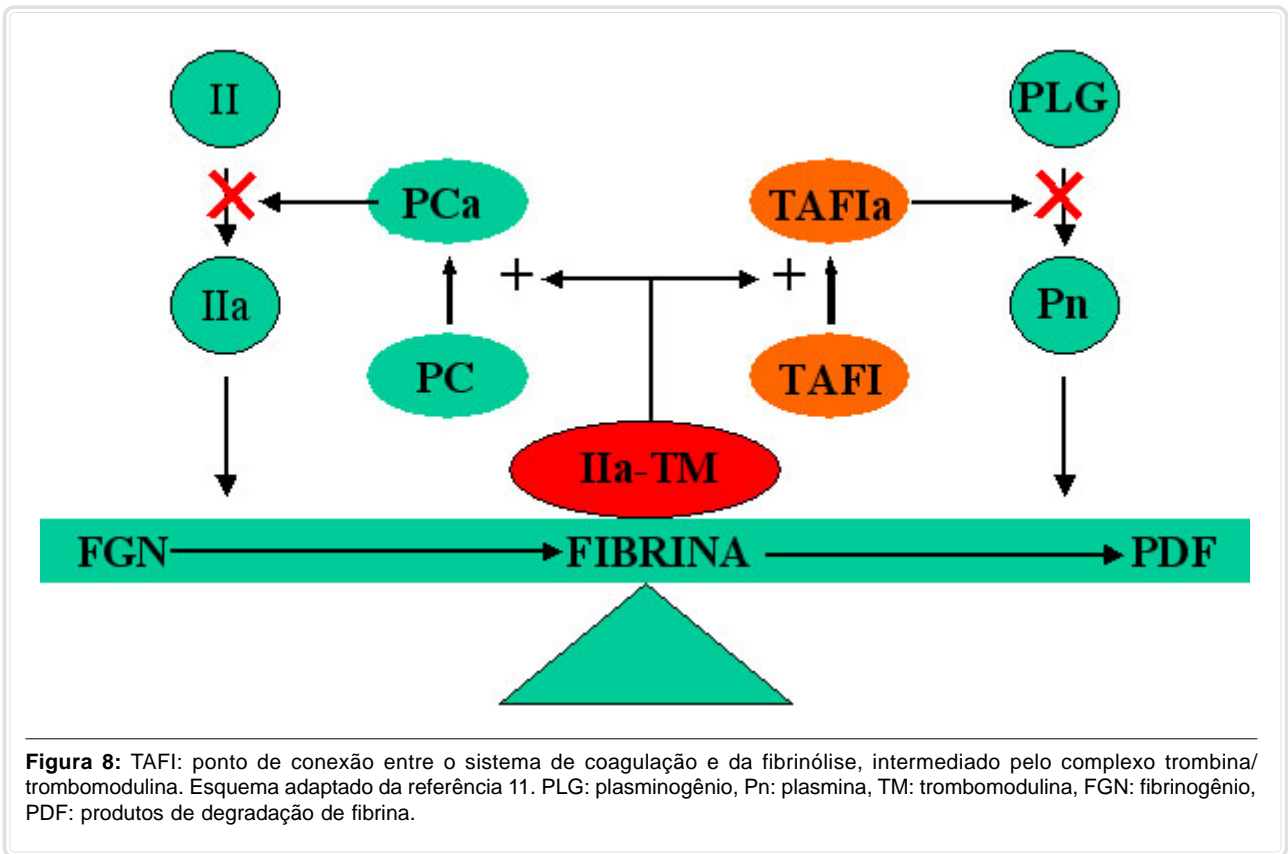 II
PLG
PCa
TAFIa
+
+
IIa
Pn
PC
TAFI
IIa-TM
FGN FIBRINA PDF
Figura 8: TAFI: ponto de conexão entre o sistema de coagulação e da fibrinólise, intermediado pelo complexo trombina/
trombomodulina. Esquema adaptado da referência 11. PLG: plasminogênio, Pn: plasmina, TM: trombomodulina, FGN: fibrinogênio,
PDF: produtos de degradação de fibrina.